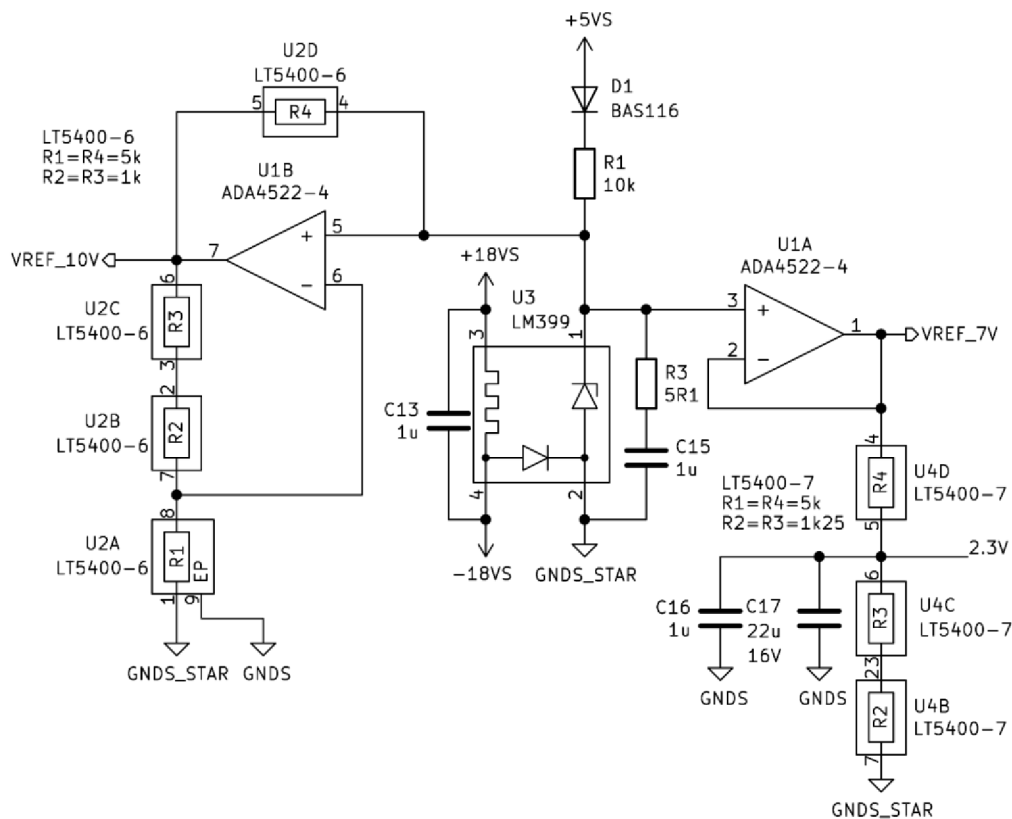 +5VS
U2D
LT5400-6
5
R4
4
D1
BAS116
LT5400-6
R1=R4=5k
R2=R3=1k
U1B
ADA4522-4
R1
10k
+
5
7
VREF_10V
-
6
6
U2C
LT5400-6
R3
3
+18VS
U3
LM399
3
1
U1A
ADA4522-4
3
+
1
VREF_7V
2
-
R3
5R1
2
U2B
LT5400-6
R2
7
C13
1u
C15
1u
4
2
4
U4D
LT5400-7
R4
5
LT5400-7
R1=R4=5k
R2=R3=1k25
8
U2A
LT5400-6
R1
EP
1
9
-18VS
GNDS_STAR
2.3V
6
C16
1u
C17
22u
16V
U4C
LT5400-7
R3
23
GNDS_STAR
GNDS
GNDS
GNDS
U4B
LT5400-7
R2
7
GNDS_STAR